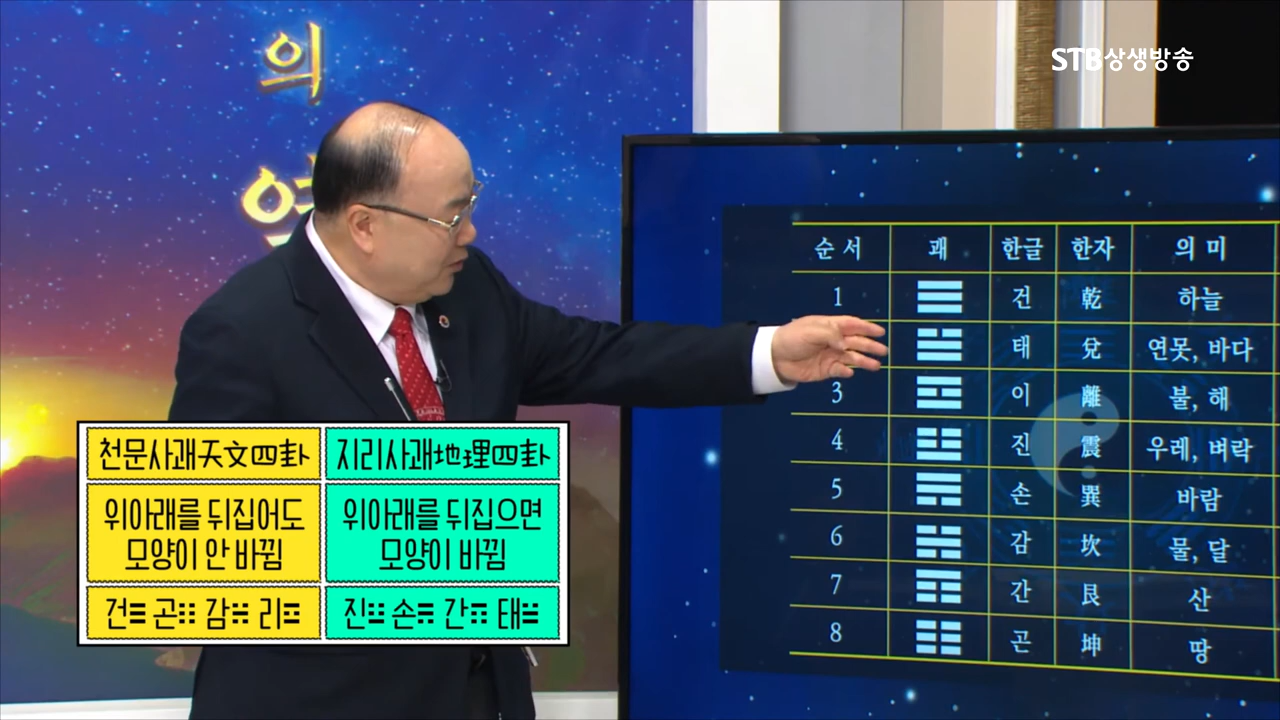 의
역
STB상생방송
순 서 괘 한글 한자 의 미
1 ☰ 건 乾 하늘
☱ 태 兌 연못, 바다
3 ☲ 이 離 불, 해
4 ☳ 진 震 우레, 벼락
5 ☴ 손 巽 바람
6 ☵ 감 坎 물, 달
7 ☶ 간 艮 산
8 ☷ 곤 坤 땅
천문사괘天文四卦
위아래를 뒤집어도
모양이 안 바뀜
건☰ 곤☷ 감☵ 리☲
지리사괘地理四卦
위아래를 뒤집으면
모양이 바뀜
진☳ 손☴ 간☶ 태☱